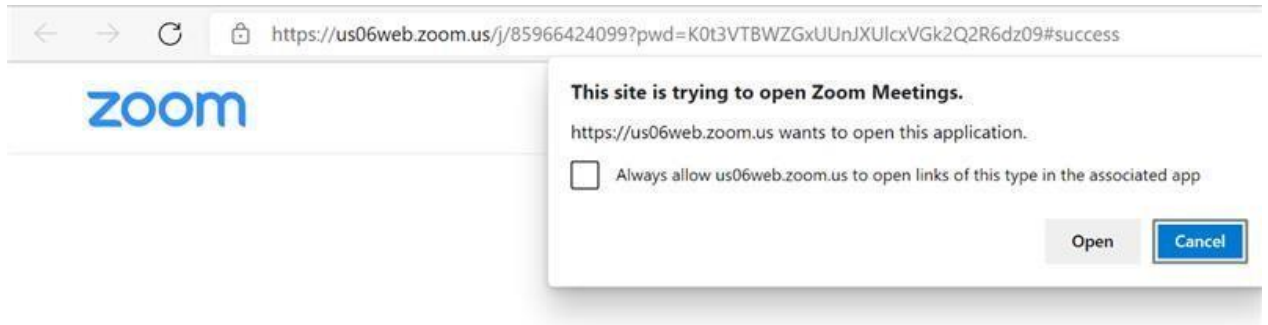 https://us06web.zoom.us/j/85966424099?pwd=K0t3VTBWZGxUUnJXUlcxVGk2Q2R6dz09#success
zoom
This site is trying to open Zoom Meetings.
https://us06web.zoom.us wants to open this application.
Always allow us06web.zoom.us to open links of this type in the associated app
Open Cancel